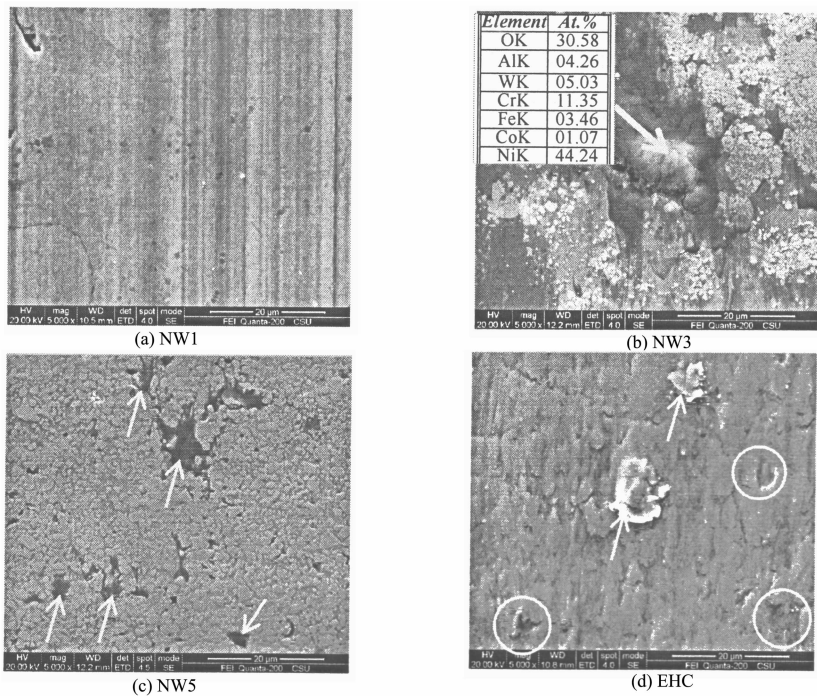 Element At.%
OK 30.58
AlK 04.26
WK 05.03
CrK 11.35
FeK 03.46
CoK 01.07
NiK 44.24
HV mag WD det spot mode
20.00 kV 5 000 x 10.5 mm ETD 4.0 SE
20 µm
FEI Quanta-200 CSU
(a) NW1
HV mag WD det spot mode
20.00 kV 5 000 x 12.2 mm ETD 4.0 SE
20 µm
FEI Quanta-200 CSU
(b) NW3
HV mag WD det spot mode
20.00 kV 5 000 x 12.2 mm ETD 4.5 SE
20 µm
FEI Quanta-200 CSU
(c) NW5
HV mag WD det spot mode
20.00 kV 5 000 x 10.8 mm ETD 4.0 SE
20 µm
FEI Quanta-200 CSU
(d) EHC